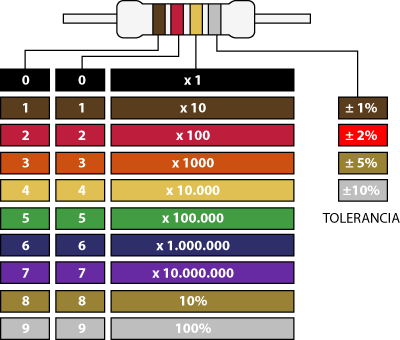 0 0 x 1
1 1 x 10 ± 1%
2 2 x 100 ± 2%
3 3 x 1000 ± 5%
4 4 x 10.000 ±10%
5 5 x 100.000 TOLERANCIA
6 6 x 1.000.000
7 7 x 10.000.000
8 8 10%
9 9 100%